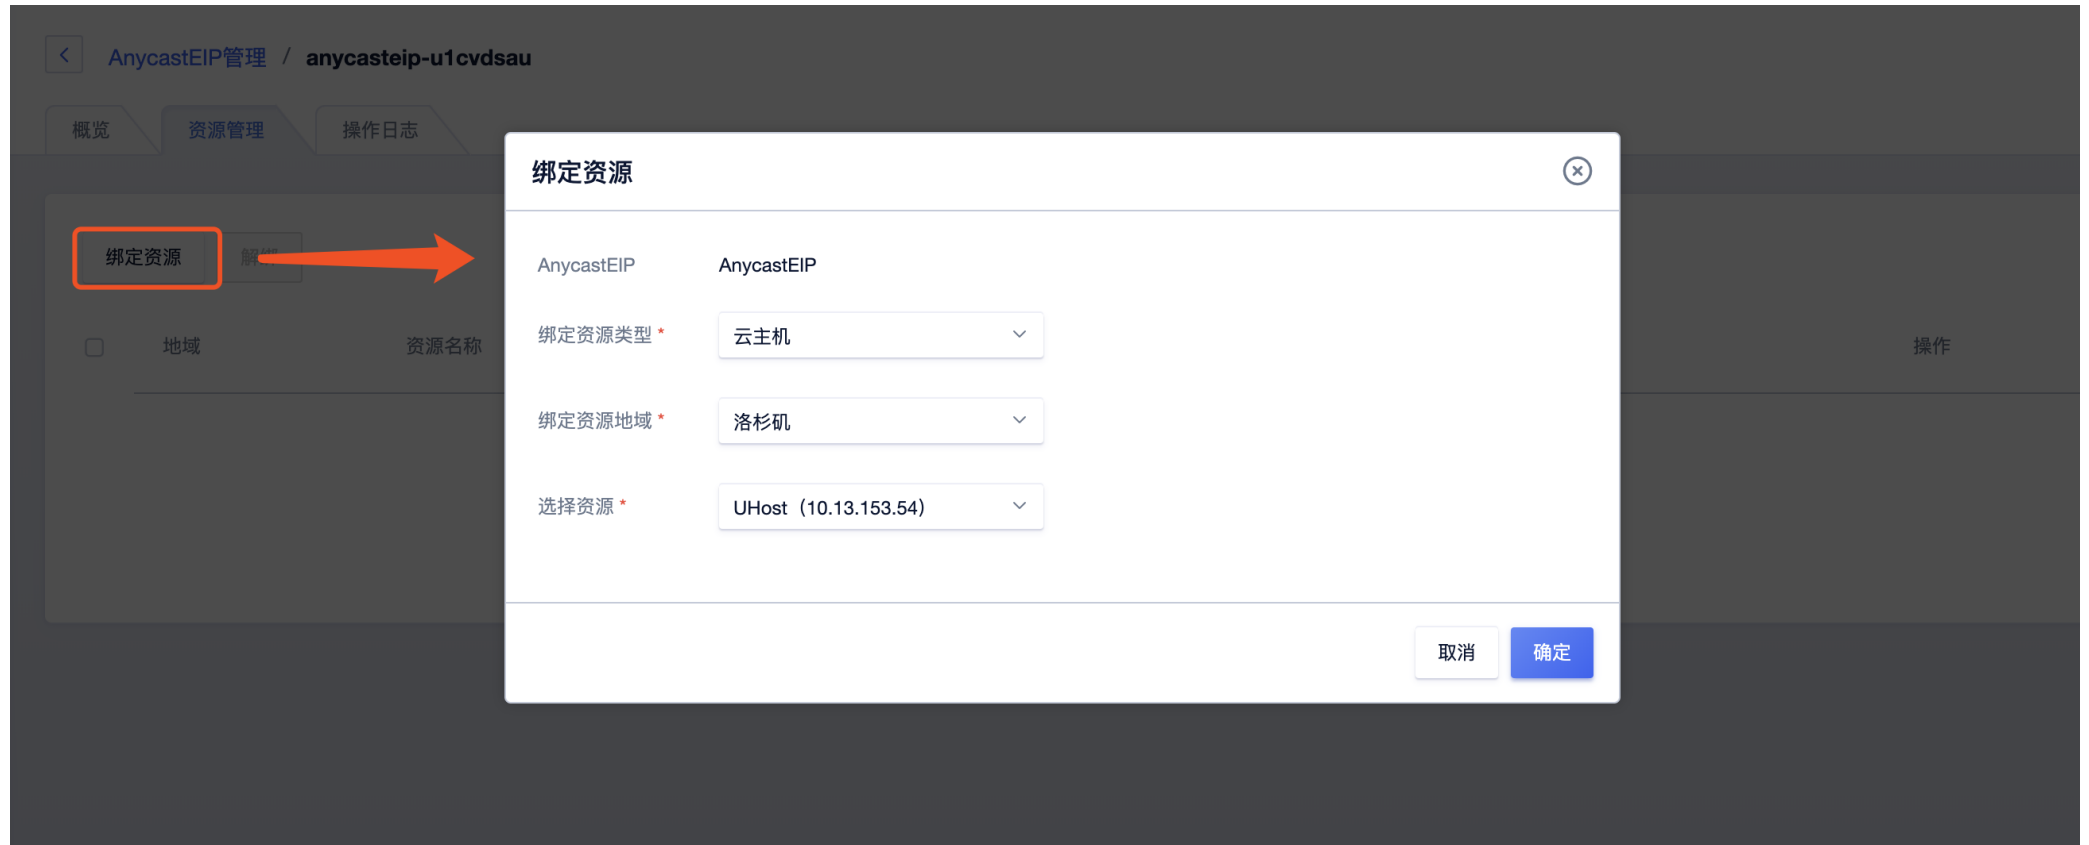 AnycastEIP管理 / anycasteip-u1cvdsau
概览 资源管理 操作日志
绑定资源
绑定资源
地域 资源名称 操作
AnycastEIP AnycastEIP
绑定资源类型 * 云主机
绑定资源地域 * 洛杉矶
选择资源 * UHost（10.13.153.54）
取消 确定